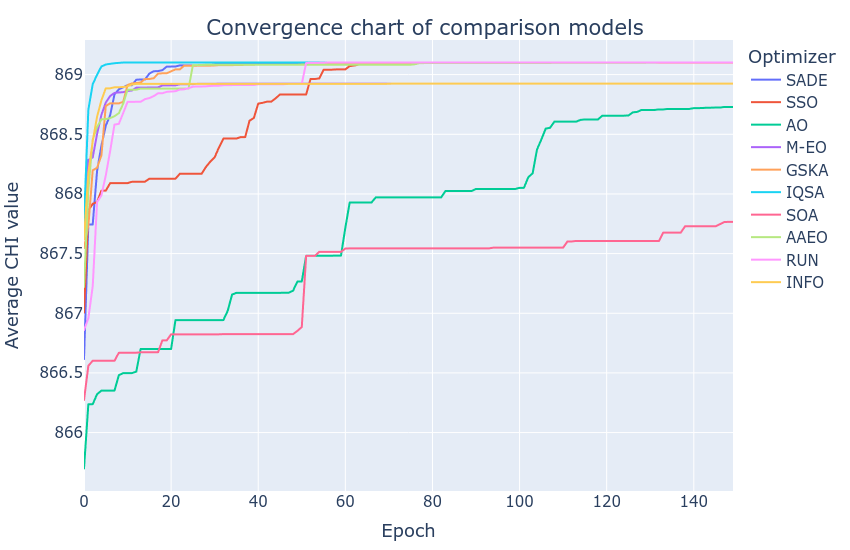 Convergence chart of comparison models
Average CHI value
869
868.5
868
867.5
867
866.5
866
0 20 40 60 80 100 120 140
Epoch
Optimizer
SADE
SSO
AO
M-EO
GSKA
IQSA
SOA
AAEO
RUN
INFO